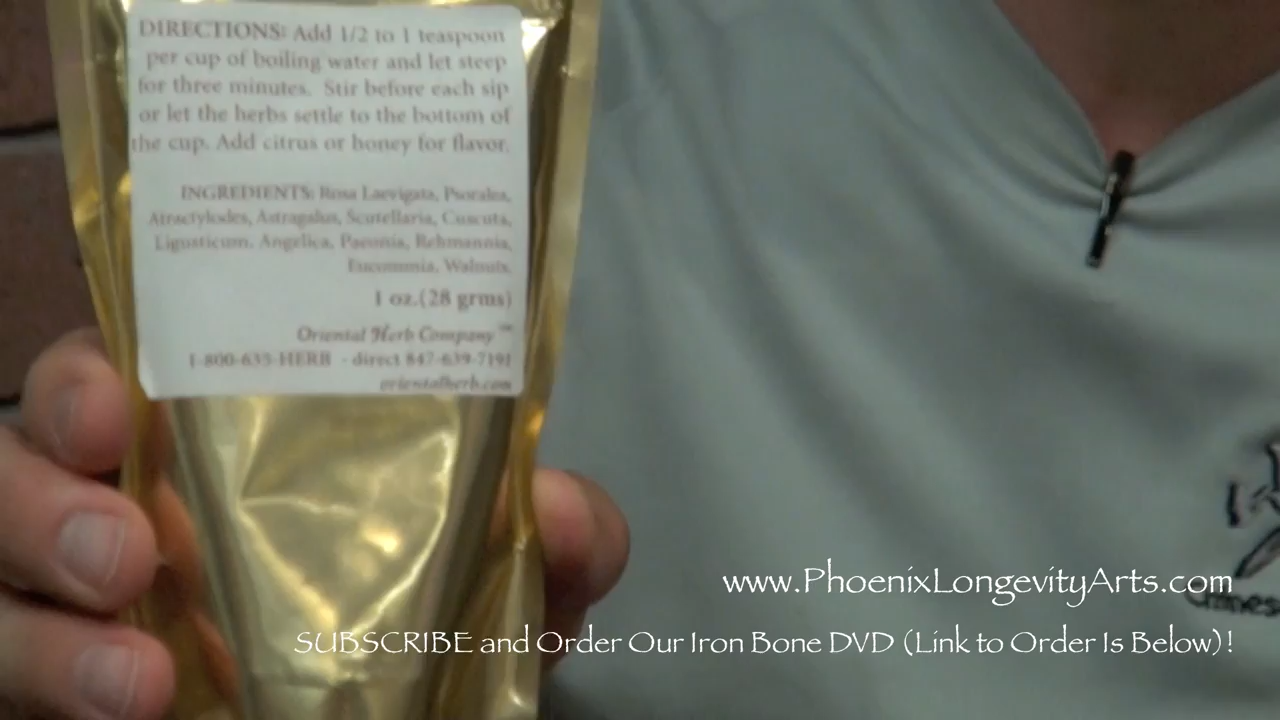 DIRECTIONS: Add 1/2 to 1 teaspoon
per cup of boiling water and let steep
for three minutes. Stir before each sip
or let the herbs settle to the bottom of
the cup. Add citrus or honey for flavor.
INGREDIENTS: Rosa Laevigata, Psoralea,
Atractylodes, Astragalus, Scutellaria, Cuscuta,
Ligusticum, Angelica, Paeonia, Rehmannia,
Eucommia, Walnuts.
1 oz.(28 grms)
Oriental Herb Company ™
1-800-635-HERB - direct 847-639-7191
orientalherb.com
www.PhoenixLongevityArts.com
SUBSCRIBE and Order Our Iron Bone DVD (Link to Order Is Below)!